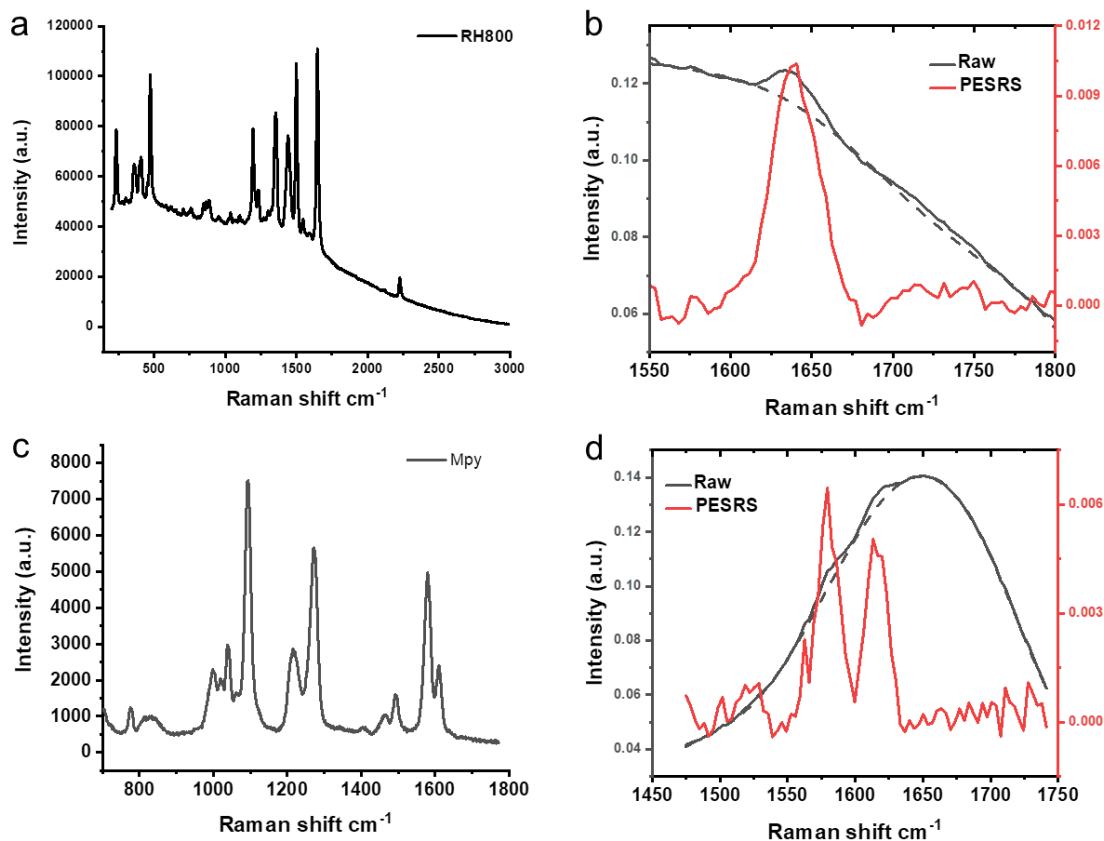 a
RH800
Intensity (a.u.)
120000
100000
80000
60000
40000
20000
0
500 1000 1500 2000 2500 3000
Raman shift cm⁻¹
b
Raw
PESRS
Intensity (a.u.)
0.12
0.10
0.08
0.06
0.012
0.009
0.006
0.003
0.000
1550 1600 1650 1700 1750 1800
Raman shift cm⁻¹
c
Mpy
Intensity (a.u.)
8000
7000
6000
5000
4000
3000
2000
1000
0
800 1000 1200 1400 1600 1800
Raman shift cm⁻¹
d
Raw
PESRS
Intensity (a.u.)
0.14
0.12
0.10
0.08
0.06
0.04
0.006
0.003
0.000
1450 1500 1550 1600 1650 1700 1750
Raman shift cm⁻¹